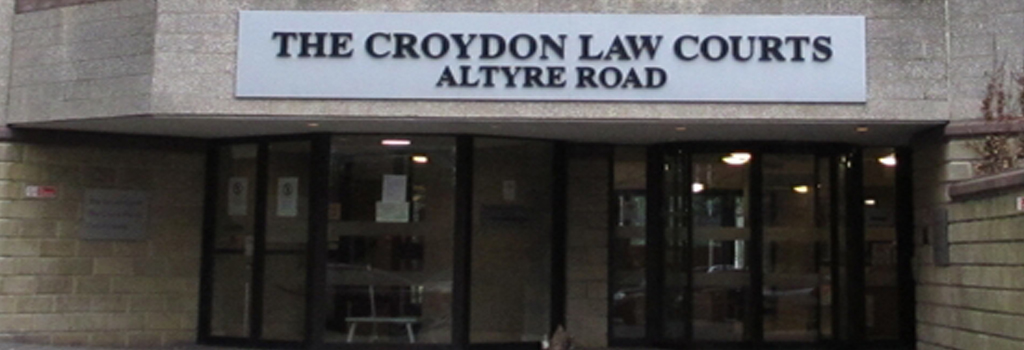 THE CROYDON LAW COURTS
ALTYRE ROAD